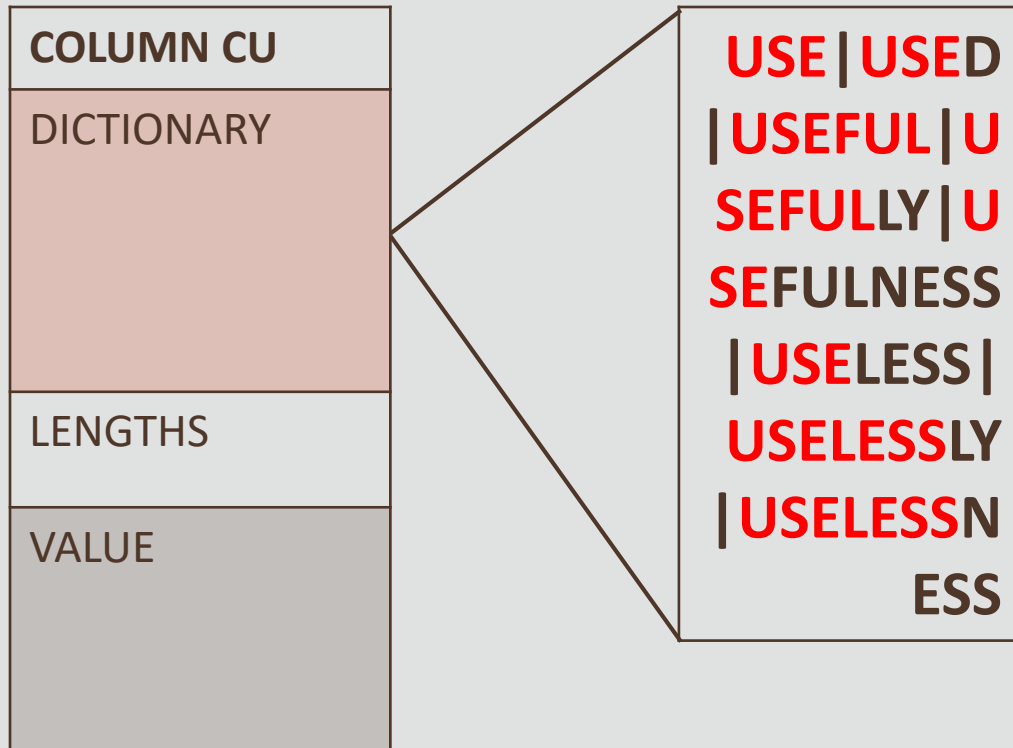 COLUMN CU
DICTIONARY
LENGTHS
VALUE
USE|USED
|USEFUL|U
SEFULLY|U
SEFULNESS
|USELESS|
USELESSLY
|USELESSN
ESS